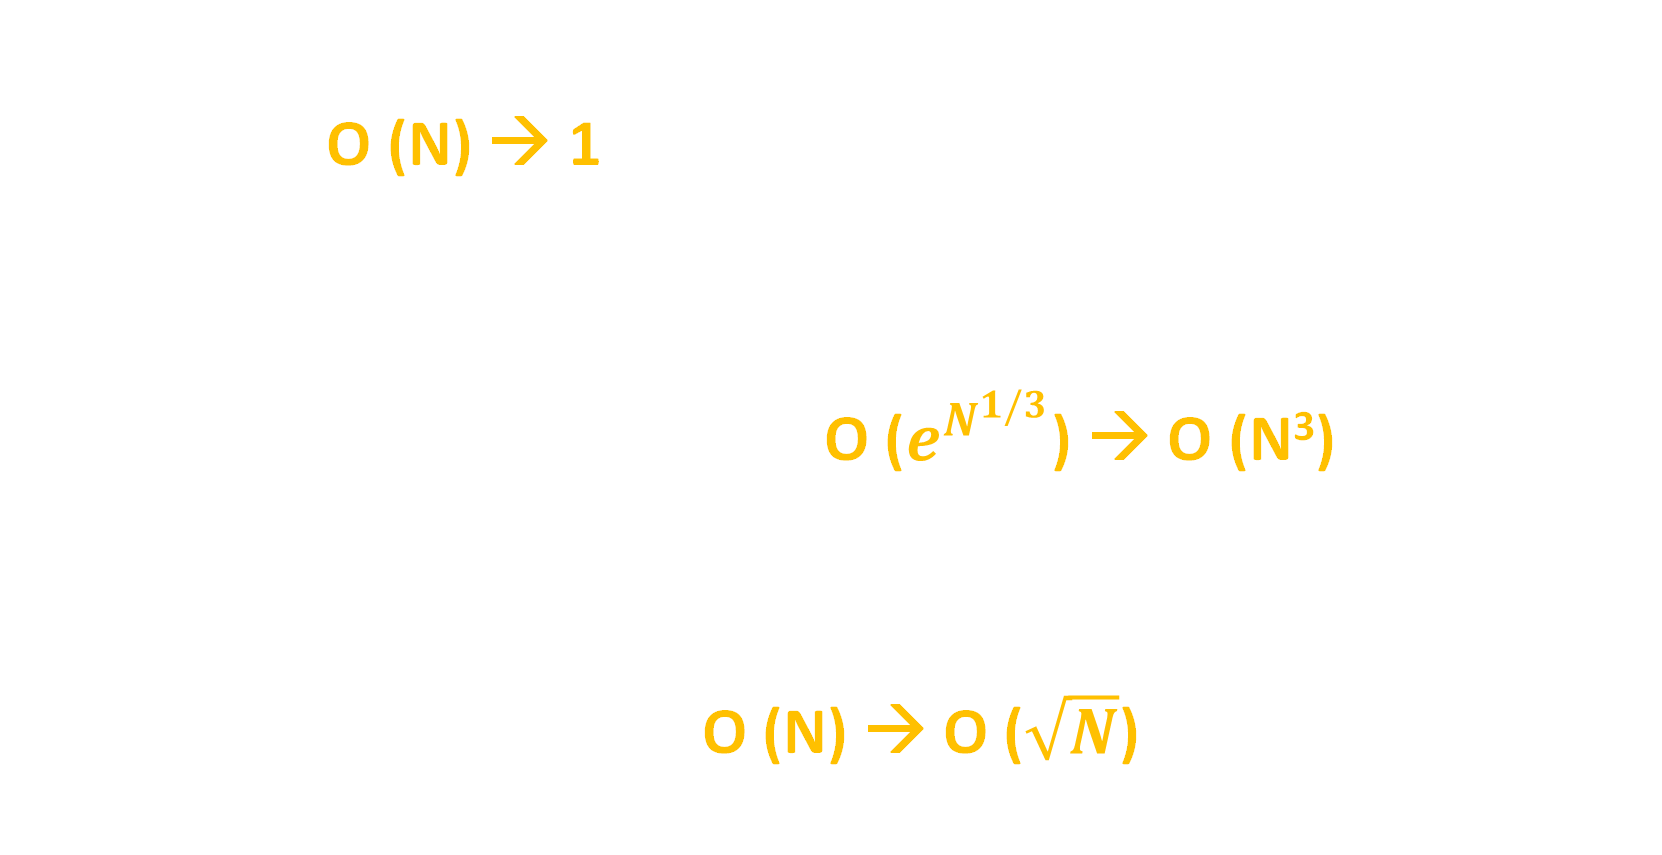 O (N) → 1
O (e^{N^{1/3}}) → O (N³)
O (N) → O (√N)